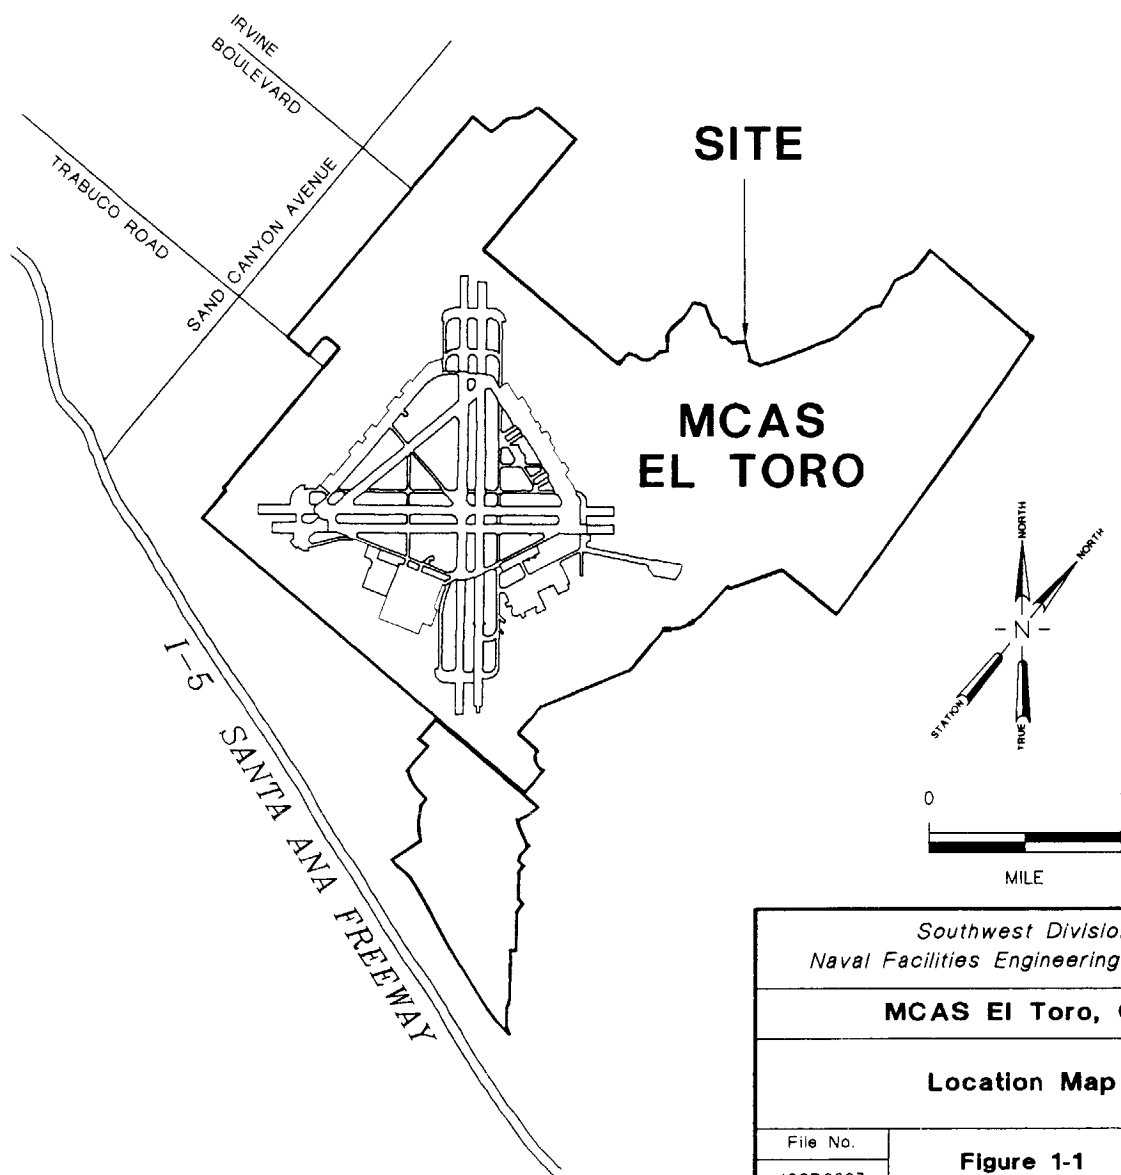 IRVINE
BOULEVARD
TRABUCO ROAD
SAND CANYON AVENUE
SITE
MCAS
EL TORO
NORTH
NORTH
N
STATION
TRUE
I-5 SANTA ANA FREEWAY
0
MILE
Southwest Division
Naval Facilities Engineering
MCAS El Toro,
Location Map
File No.
Figure 1-1